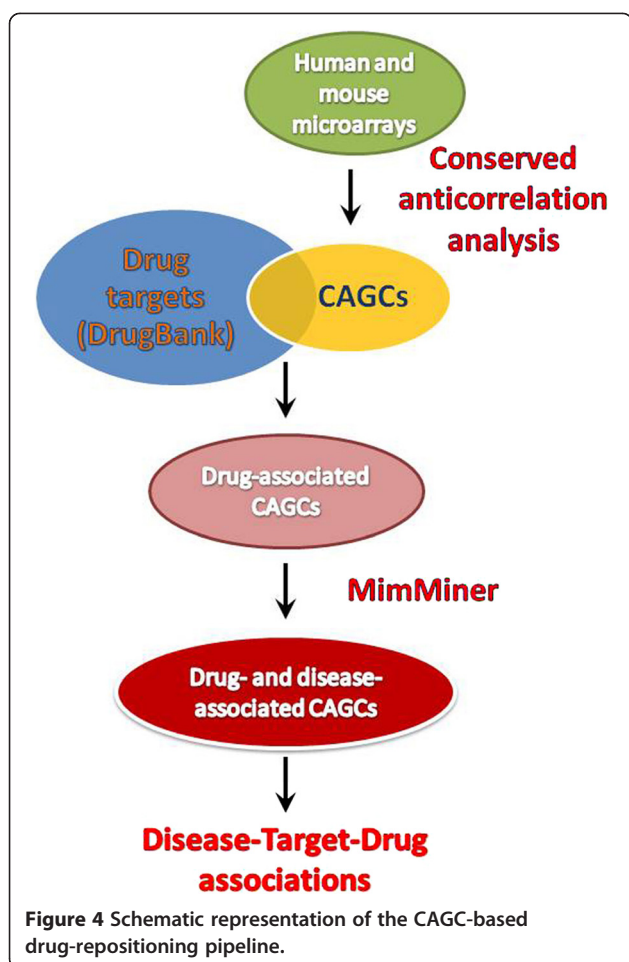 Human and
mouse
microarrays
Conserved
anticorrelation
analysis
Drug
targets
(DrugBank)
CAGCs
Drug-associated
CAGCs
MimMiner
Drug- and disease-
associated CAGCs
Disease-Target-Drug
associations
Figure 4 Schematic representation of the CAGC-based
drug-repositioning pipeline.